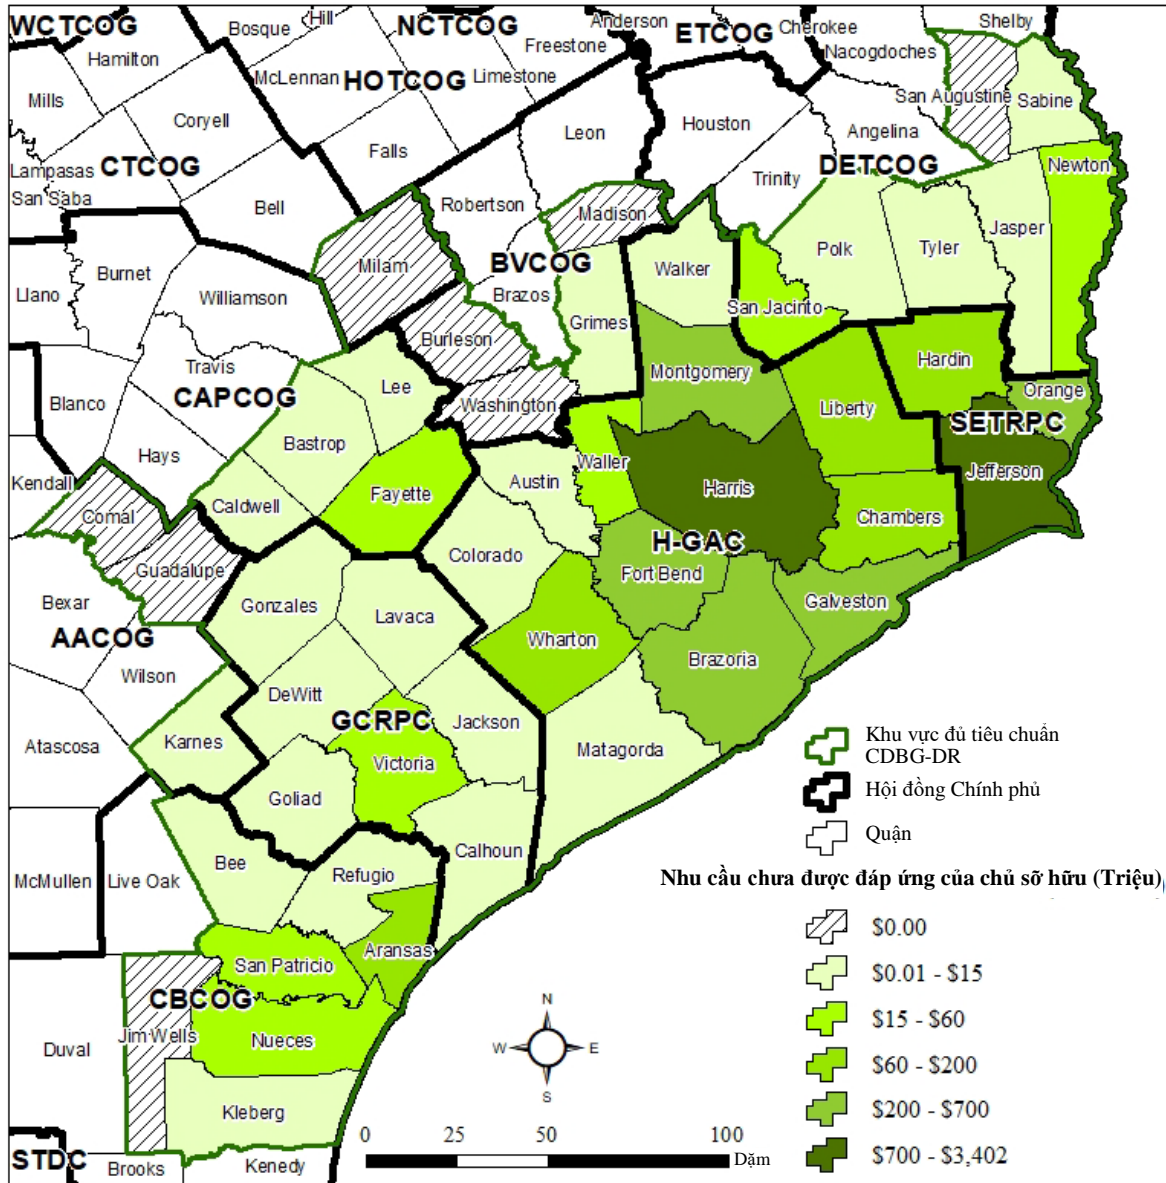 WCTCOG
Hamilton
Mills
Bosque
Hill
NCTCOG
Anderson
ETCOG
Cherokee
Shelby
Freestone
Nacogdoches
McLennan
HOTCOG
Limestone
San Augustine
Sabine
Coryell
Leon
Houston
Angelina
Lampasas
CTCOG
Falls
DETCOG
Newton
San Saba
Bell
Robertson
Madison
Trinity
Jasper
Burnet
Milam
BVCOG
Walker
Polk
Tyler
Llano
Williamson
Brazos
Grimes
San Jacinto
Burleson
Travis
Lee
Montgomery
Hardin
Blanco
CAPCOG
Washington
Liberty
Orange
Bastrop
SETRPC
Hays
Waller
Jefferson
Kendall
Fayette
Austin
Harris
Comal
Caldwell
Chambers
Colorado
H-GAC
Guadalupe
Fort Bend
Bexar
Gonzales
Lavaca
Galveston
AACOG
Wharton
Wilson
Brazoria
DeWitt
GCRPC
Jackson
Atascosa
Karnes
Victoria
Matagorda
Goliad
Calhoun
Bee
Refugio
McMullen
Live Oak
Aransas
San Patricio
CBCOG
Jim Wells
Nueces
Duval
Kleberg
STDC
Brooks
Kenedy
Khu vực đủ tiêu chuẩn
CDBG-DR
Hội đồng Chính phủ
Quận
Nhu cầu chưa được đáp ứng của chủ sỡ hữu (Triệu)
$0.00
$0.01 - $15
$15 - $60
$60 - $200
$200 - $700
$700 - $3,402
N
W
E
S
0
25
50
100
Dặm